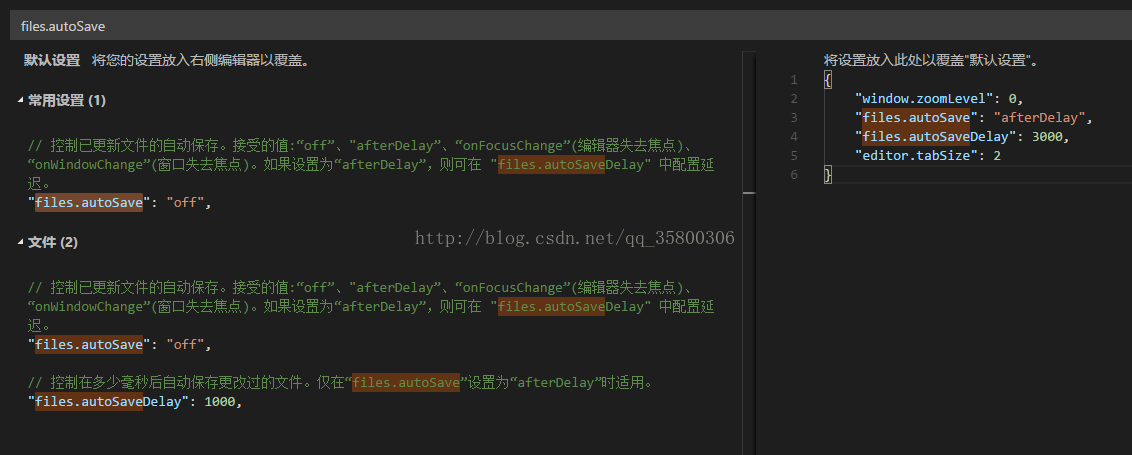 files.autoSave
默认设置 将您的设置放入右侧编辑器以覆盖。
常用设置 (1)
// 控制已更新文件的自动保存。接受的值:“off”、"afterDelay”、“onFocusChange”(编辑器失去焦点)、
“onWindowChange”(窗口失去焦点)。如果设置为“afterDelay”，则可在 "files.autoSaveDelay" 中配置延
迟。
"files.autoSave": "off",
文件 (2)
// 控制已更新文件的自动保存。接受的值:“off”、"afterDelay”、“onFocusChange”(编辑器失去焦点)、
“onWindowChange”(窗口失去焦点)。如果设置为“afterDelay”，则可在 "files.autoSaveDelay" 中配置延
迟。
"files.autoSave": "off",
// 控制在多少毫秒后自动保存更改过的文件。仅在“files.autoSave”设置为“afterDelay”时适用。
"files.autoSaveDelay": 1000,
将设置放入此处以覆盖"默认设置"。
1 {
2 "window.zoomLevel": 0,
3 "files.autoSave": "afterDelay",
4 "files.autoSaveDelay": 3000,
5 "editor.tabSize": 2
6 }
http://blog.csdn.net/qq_35800306